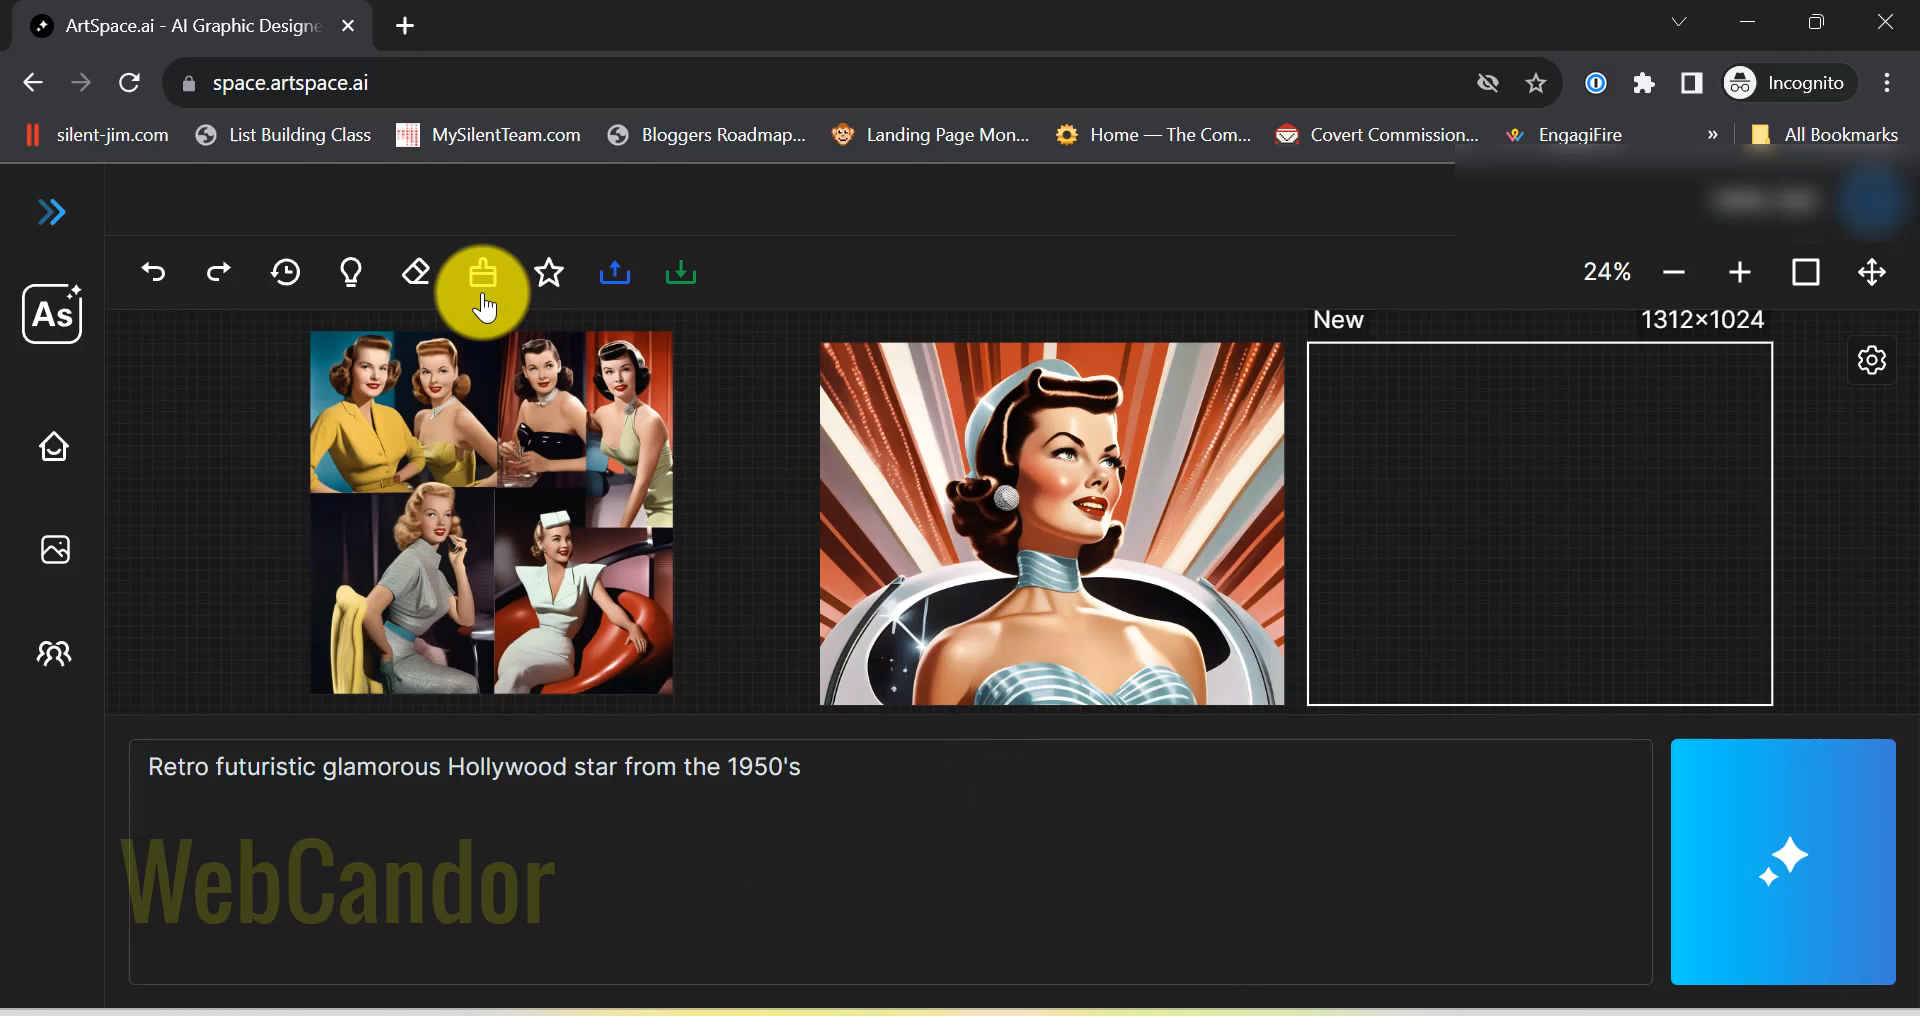 ArtSpace.ai - AI Graphic Designe
space.artspace.ai
Incognito
silent-jim.com
List Building Class
MySilentTeam.com
Bloggers Roadmap...
Landing Page Mon...
Home — The Com...
Covert Commission...
EngagiFire
»
All Bookmarks
24%
As
New
1312×1024
Retro futuristic glamorous Hollywood star from the 1950's
WebCandor